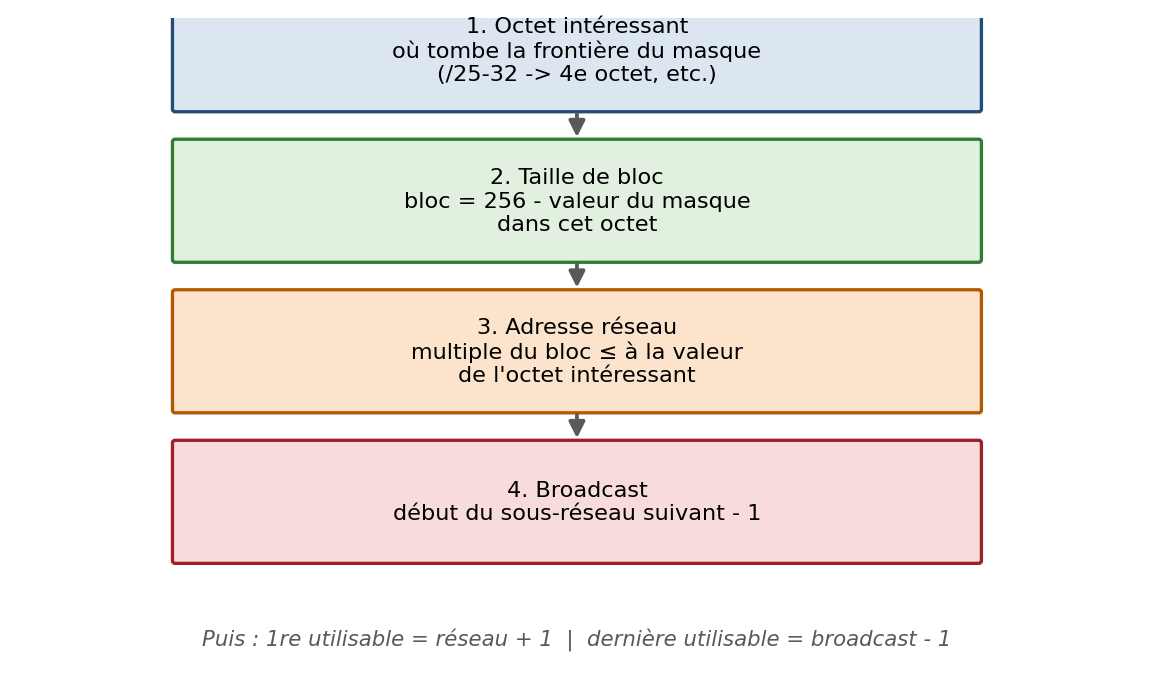 1. Octet intéressant
où tombe la frontière du masque
(/25-32 -> 4e octet, etc.)
2. Taille de bloc
bloc = 256 - valeur du masque
dans cet octet
3. Adresse réseau
multiple du bloc ≤ à la valeur
de l'octet intéressant
4. Broadcast
début du sous-réseau suivant - 1
Puis : 1re utilisable = réseau + 1 | dernière utilisable = broadcast - 1